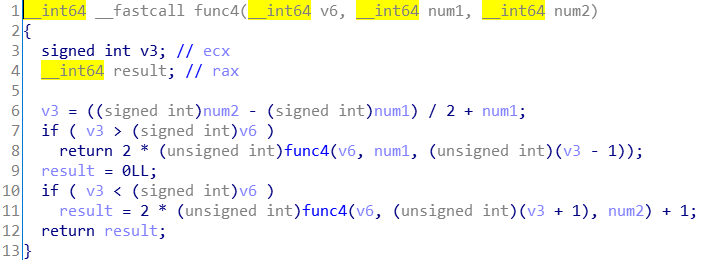 1 __int64 __fastcall func4(__int64 v6, __int64 num1, __int64 num2)
2 {
3   signed int v3; // ecx
4   __int64 result; // rax
5
6   v3 = ((signed int)num2 - (signed int)num1) / 2 + num1;
7   if ( v3 > (signed int)v6 )
8     return 2 * (unsigned int)func4(v6, num1, (unsigned int)(v3 - 1));
9   result = 0LL;
10   if ( v3 < (signed int)v6 )
11     result = 2 * (unsigned int)func4(v6, (unsigned int)(v3 + 1), num2) + 1;
12   return result;
13 }